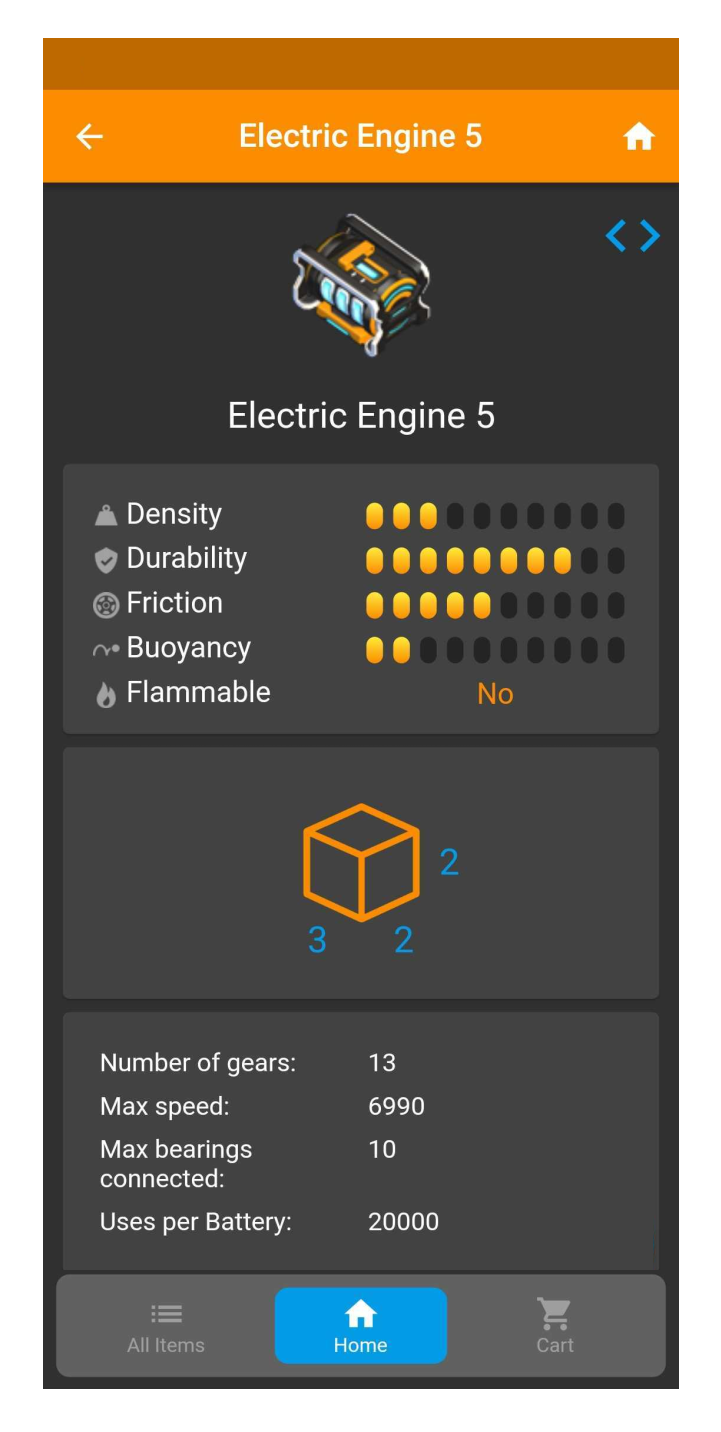 Electric Engine 5
Electric Engine 5
Density
Durability
Friction
Buoyancy
Flammable No
2
3 2
Number of gears: 13
Max speed: 6990
Max bearings 10
connected:
Uses per Battery: 20000
All Items Home Cart